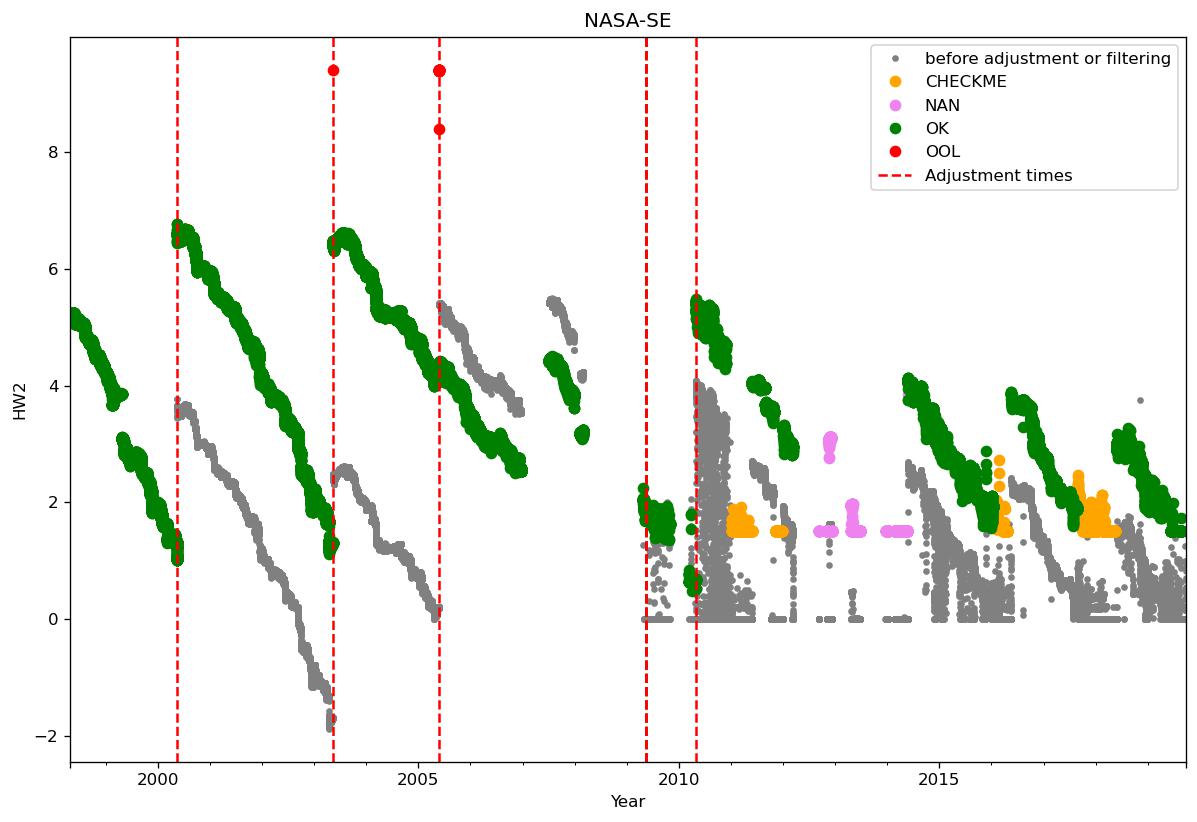 NASA-SE
before adjustment or filtering
CHECKME
NAN
OK
OOL
Adjustment times
8
6
4
2
0
−2
HW2
2000
2005
2010
2015
Year